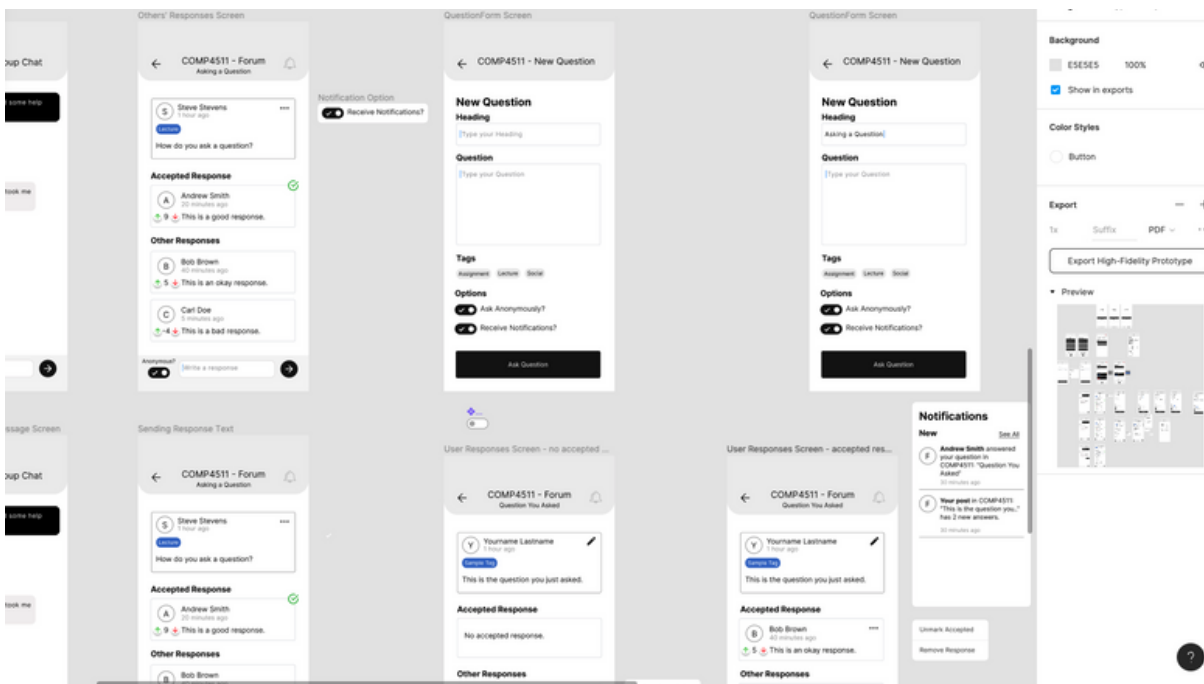 Others' Responses Screen
QuestionForm Screen
QuestionForm Screen
oup Chat
some help
took me
COMP4511 - Forum
Asking a Question
S
Steve Stevens
1 hour ago
Lecture
How do you ask a question?
Accepted Response
A
Andrew Smith
20 minutes ago
9 This is a good response.
Other Responses
B
Bob Brown
40 minutes ago
5 This is an okay response.
C
Carl Doe
5 minutes ago
-4 This is a bad response.
Anonymous?
Write a response
Notification Option
Receive Notifications?
COMP4511 - New Question
New Question
Heading
Type your Heading
Question
Type your Question
Tags
Assignment Lecture Social
Options
Ask Anonymously?
Receive Notifications?
Ask Question
COMP4511 - New Question
New Question
Heading
Asking a Question
Question
Type your Question
Tags
Assignment Lecture Social
Options
Ask Anonymously?
Receive Notifications?
Ask Question
Background
E5E5E5 100%
Show in exports
Color Styles
Button
Export
1x Suffix PDF
Export High-Fidelity Prototype
Preview
ssage Screen
oup Chat
some help
took me
Sending Response Text
COMP4511 - Forum
Asking a Question
S
Steve Stevens
1 hour ago
Lecture
How do you ask a question?
Accepted Response
A
Andrew Smith
20 minutes ago
9 This is a good response.
Other Responses
B
Bob Brown
...
User Responses Screen - no accepted ...
COMP4511 - Forum
Question You Asked
Y
Yourname Lastname
1 hour ago
Sample Tag
This is the question you just asked.
Accepted Response
No accepted response.
Other Responses
User Responses Screen - accepted res...
COMP4511 - Forum
Question You Asked
Y
Yourname Lastname
1 hour ago
Sample Tag
This is the question you just asked.
Accepted Response
B
Bob Brown
40 minutes ago
5 This is an okay response.
Other Responses
Notifications
New See All
F
Andrew Smith answered
your question in
COMP4511: "Question You
Asked"
30 minutes ago
F
Your post in COMP4511:
"This is the question you.."
has 2 new answers.
30 minutes ago
Unmark Accepted
Remove Response
?